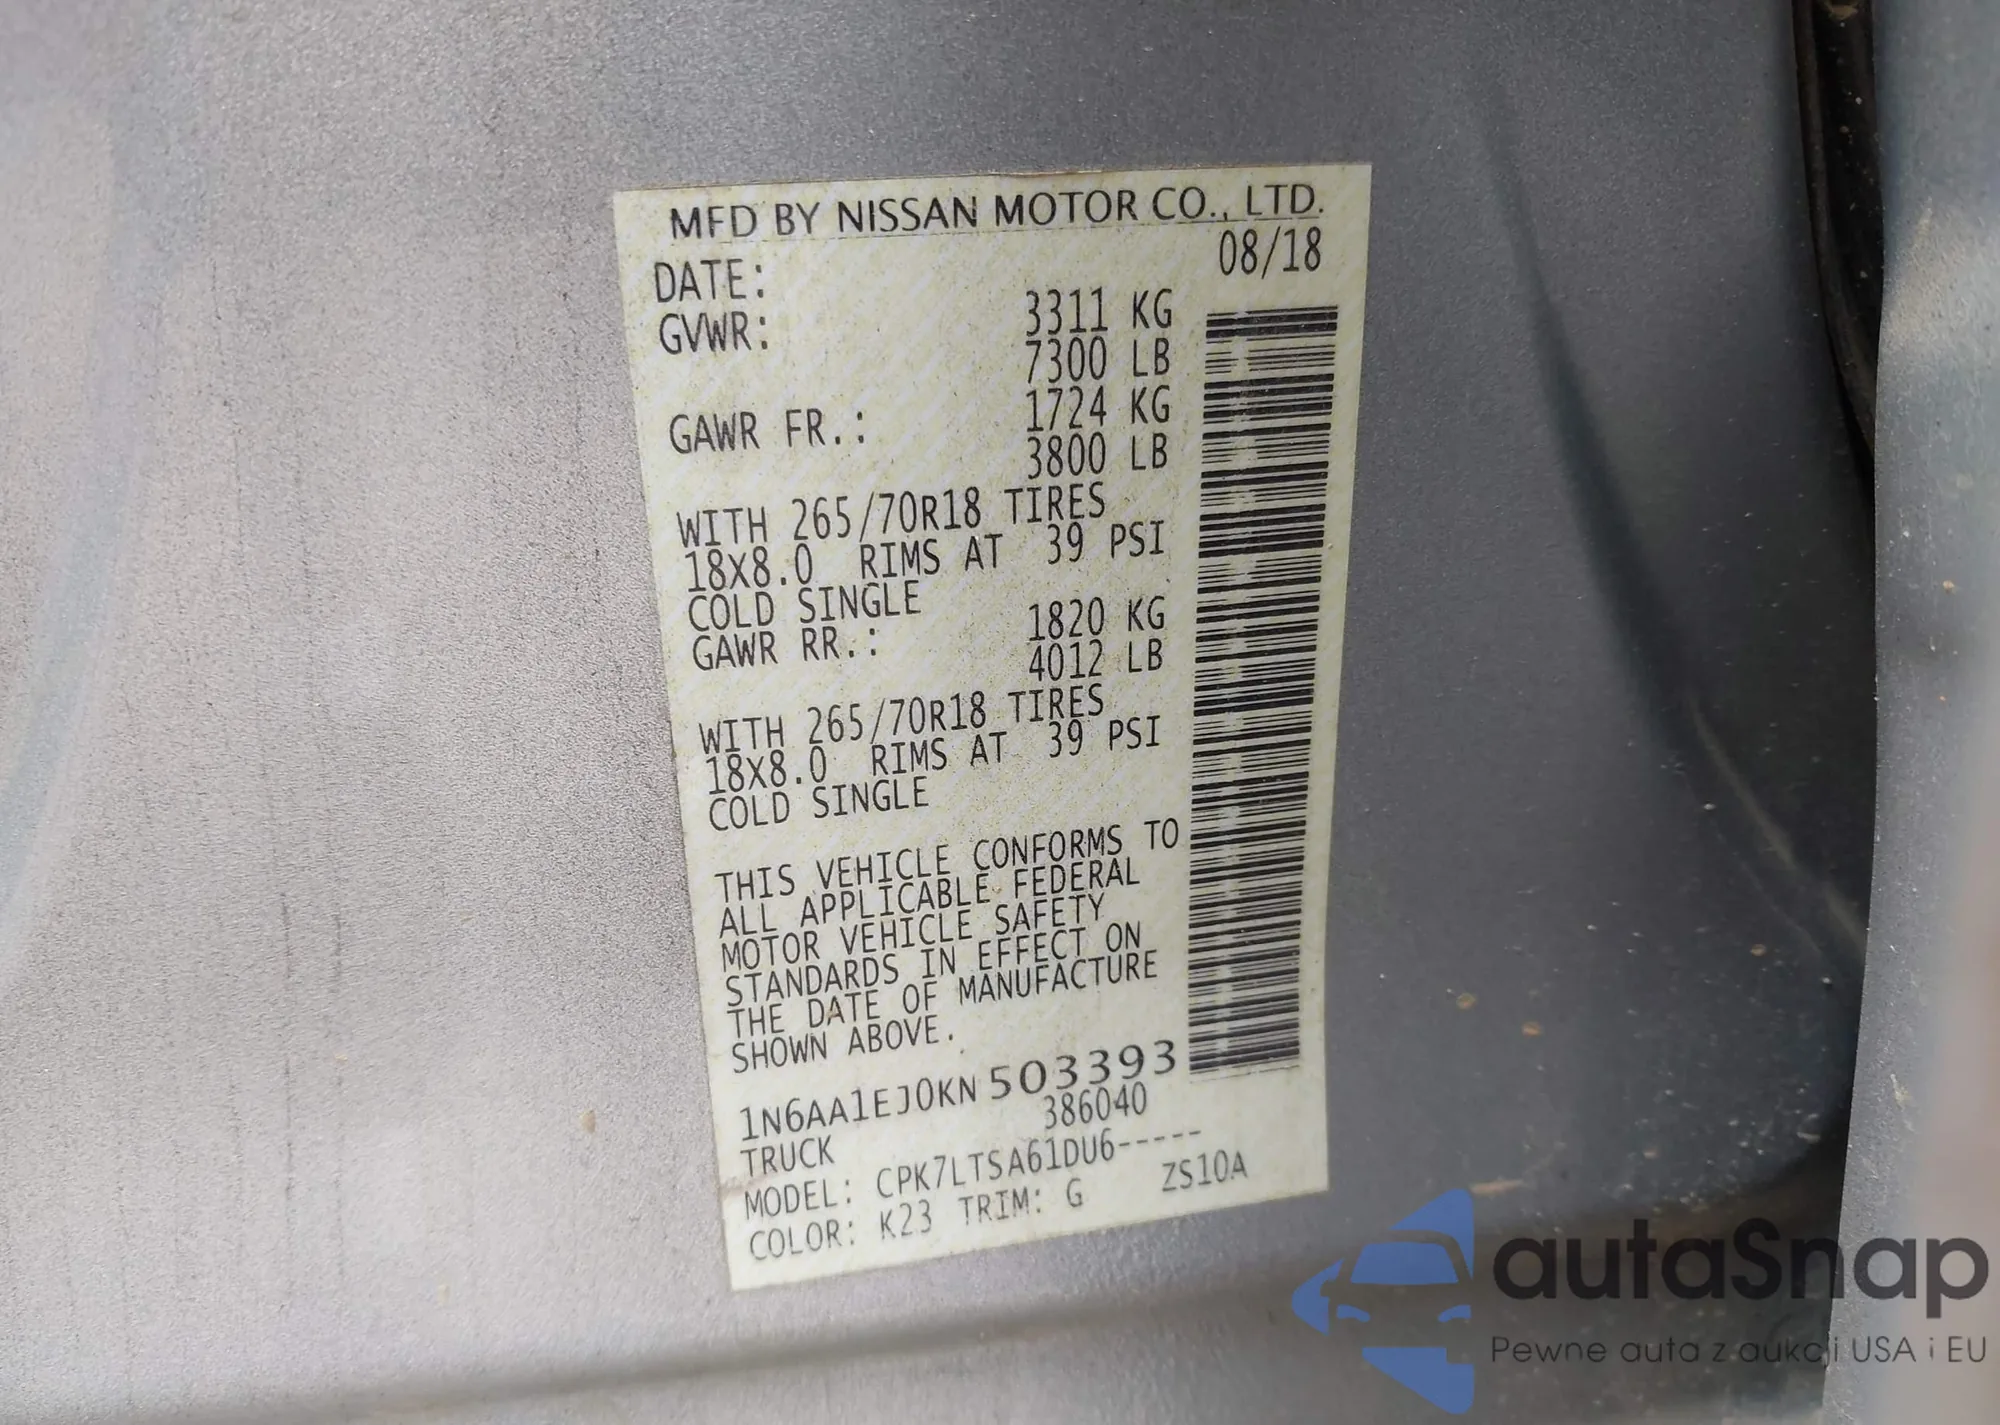 MFD BY NISSAN MOTOR CO., LTD.
DATE: 08/18
GVWR: 3311 KG
7300 LB
GAWR FR.: 1724 KG
3800 LB
WITH 265/70R18 TIRES
18X8.0 RIMS AT 39 PSI
COLD SINGLE
GAWR RR.: 1820 KG
4012 LB
WITH 265/70R18 TIRES
18X8.0 RIMS AT 39 PSI
COLD SINGLE
THIS VEHICLE CONFORMS TO
ALL APPLICABLE FEDERAL
MOTOR VEHICLE SAFETY
STANDARDS IN EFFECT ON
THE DATE OF MANUFACTURE
SHOWN ABOVE.
1N6AA1EJ0KN503393
TRUCK 386040
MODEL: CPK7LTSA61DU6-----
COLOR: K23 TRIM: G ZS10A
autaSnap
Pewne auta z aukcji USA i EU